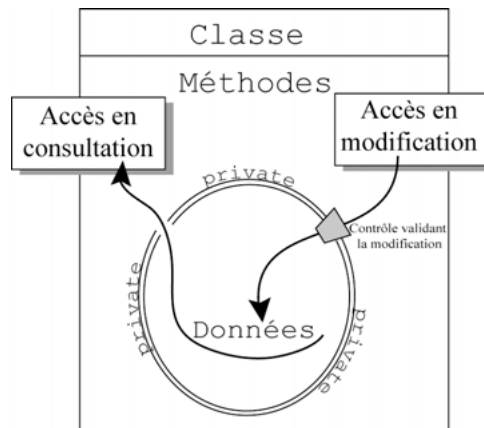 Classe
Méthodes
Accès en
consultation
Accès en
modification
private
Contrôle validant
la modification
Private
Données
private